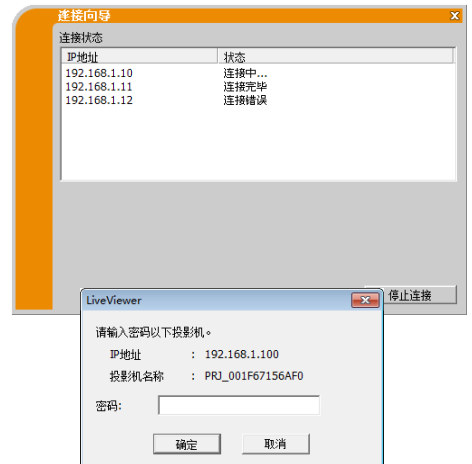 连接向导
连接状态
IP地址 状态
192.168.1.10 连接中...
192.168.1.11 连接完毕
192.168.1.12 连接错误
停止连接
LiveViewer
请输入密码以下投影机。
IP地址 : 192.168.1.100
投影机名称 : PRJ_001F67156AF0
密码:
确定 取消